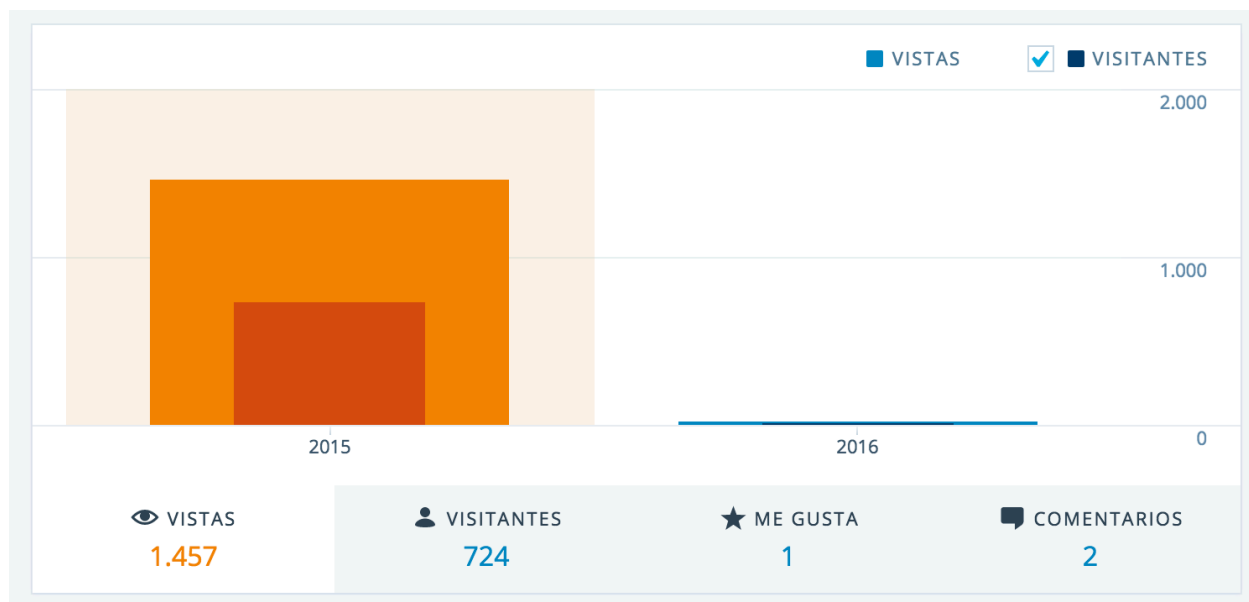 VISTAS VISITANTES
2.000
1.000
0
2015 2016
VISTAS VISITANTES ME GUSTA COMENTARIOS
1.457 724 1 2